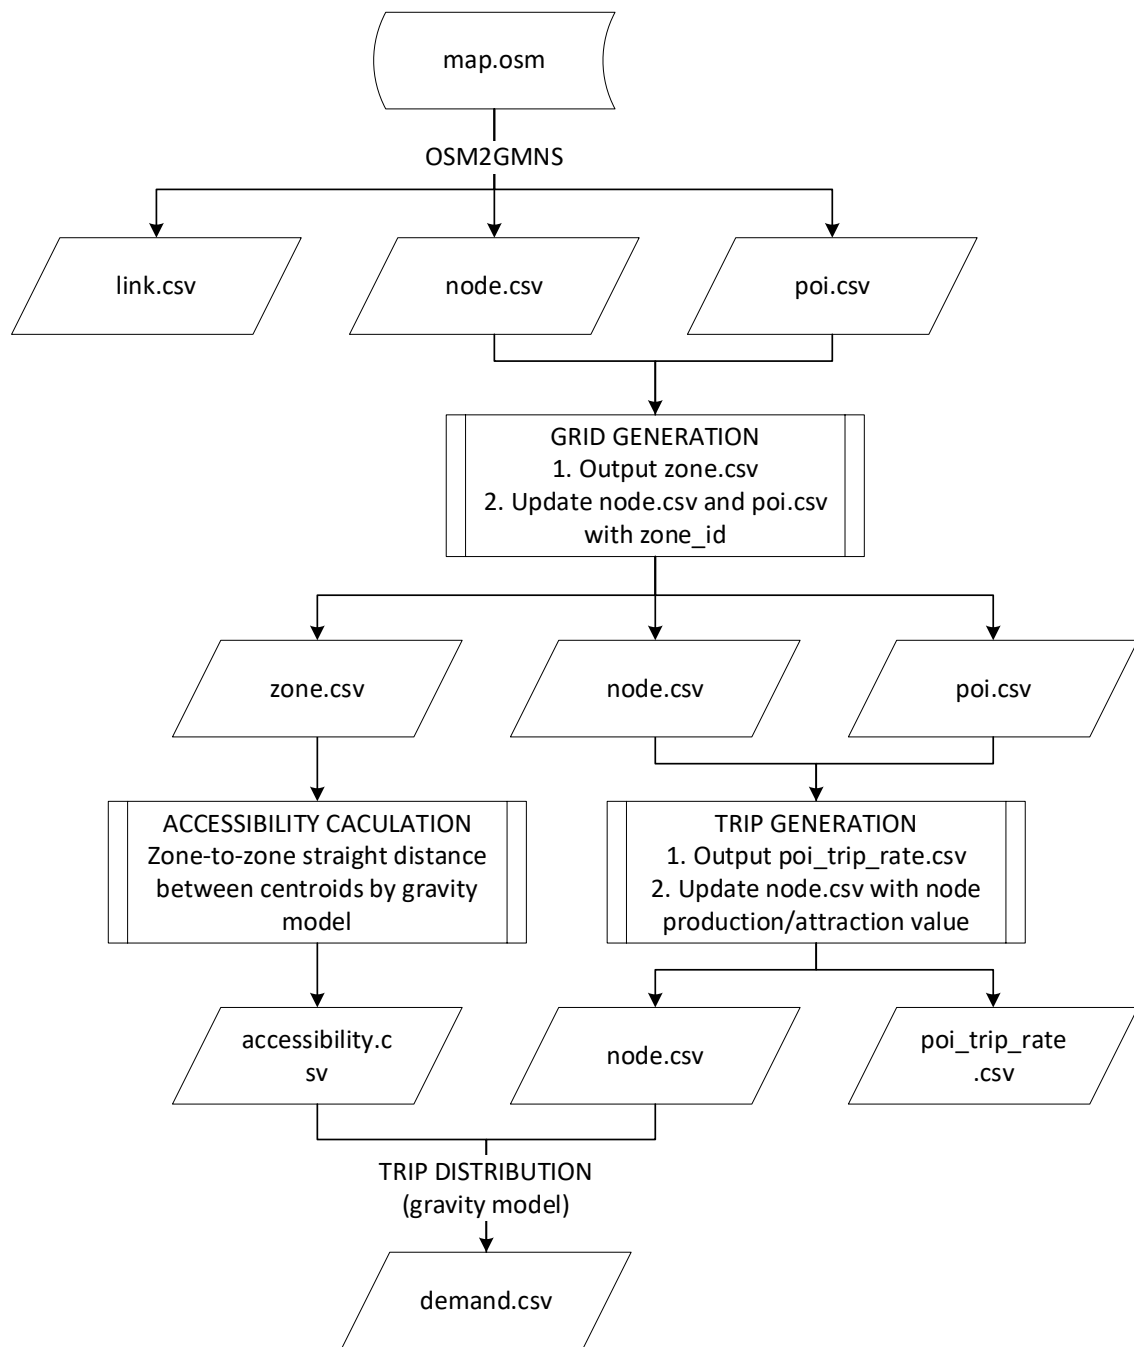 map.osm
OSM2GMNS
link.csv
node.csv
poi.csv
GRID GENERATION
1. Output zone.csv
2. Update node.csv and poi.csv
with zone_id
zone.csv
node.csv
poi.csv
ACCESSIBILITY CACULATION
Zone-to-zone straight distance
between centroids by gravity
model
TRIP GENERATION
1. Output poi_trip_rate.csv
2. Update node.csv with node
production/attraction value
accessibility.c
sv
node.csv
poi_trip_rate
.csv
TRIP DISTRIBUTION
(gravity model)
demand.csv